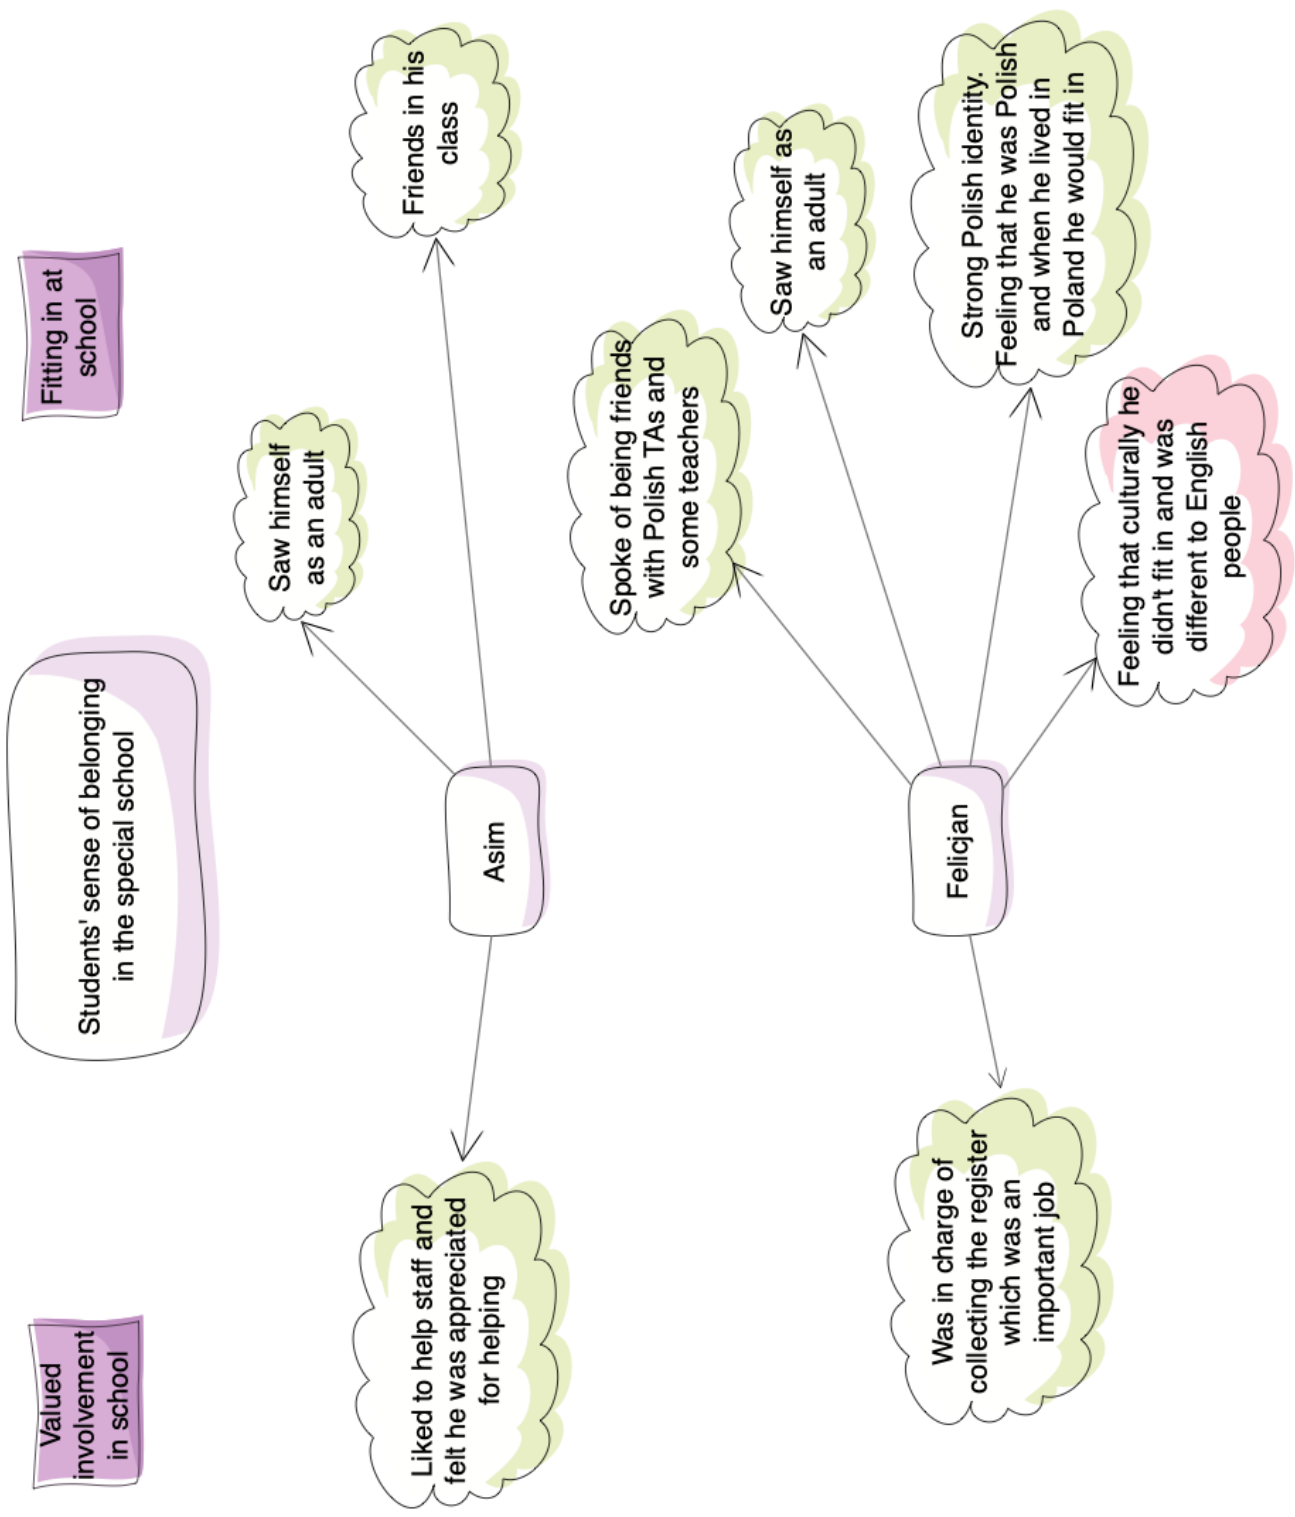 Valued
involvement
in school
Students' sense of belonging
in the special school
Fitting in at
school
Liked to help staff and
felt he was appreciated
for helping
Asim
Saw himself
as an adult
Friends in his
class
Was in charge of
collecting the register
which was an
important job
Felicjan
Spoke of being friends
with Polish TAs and
some teachers
Saw himself as
an adult
Strong Polish identity.
Feeling that he was Polish
and when he lived in
Poland he would fit in
Feeling that culturally he
didn't fit in and was
different to English
people